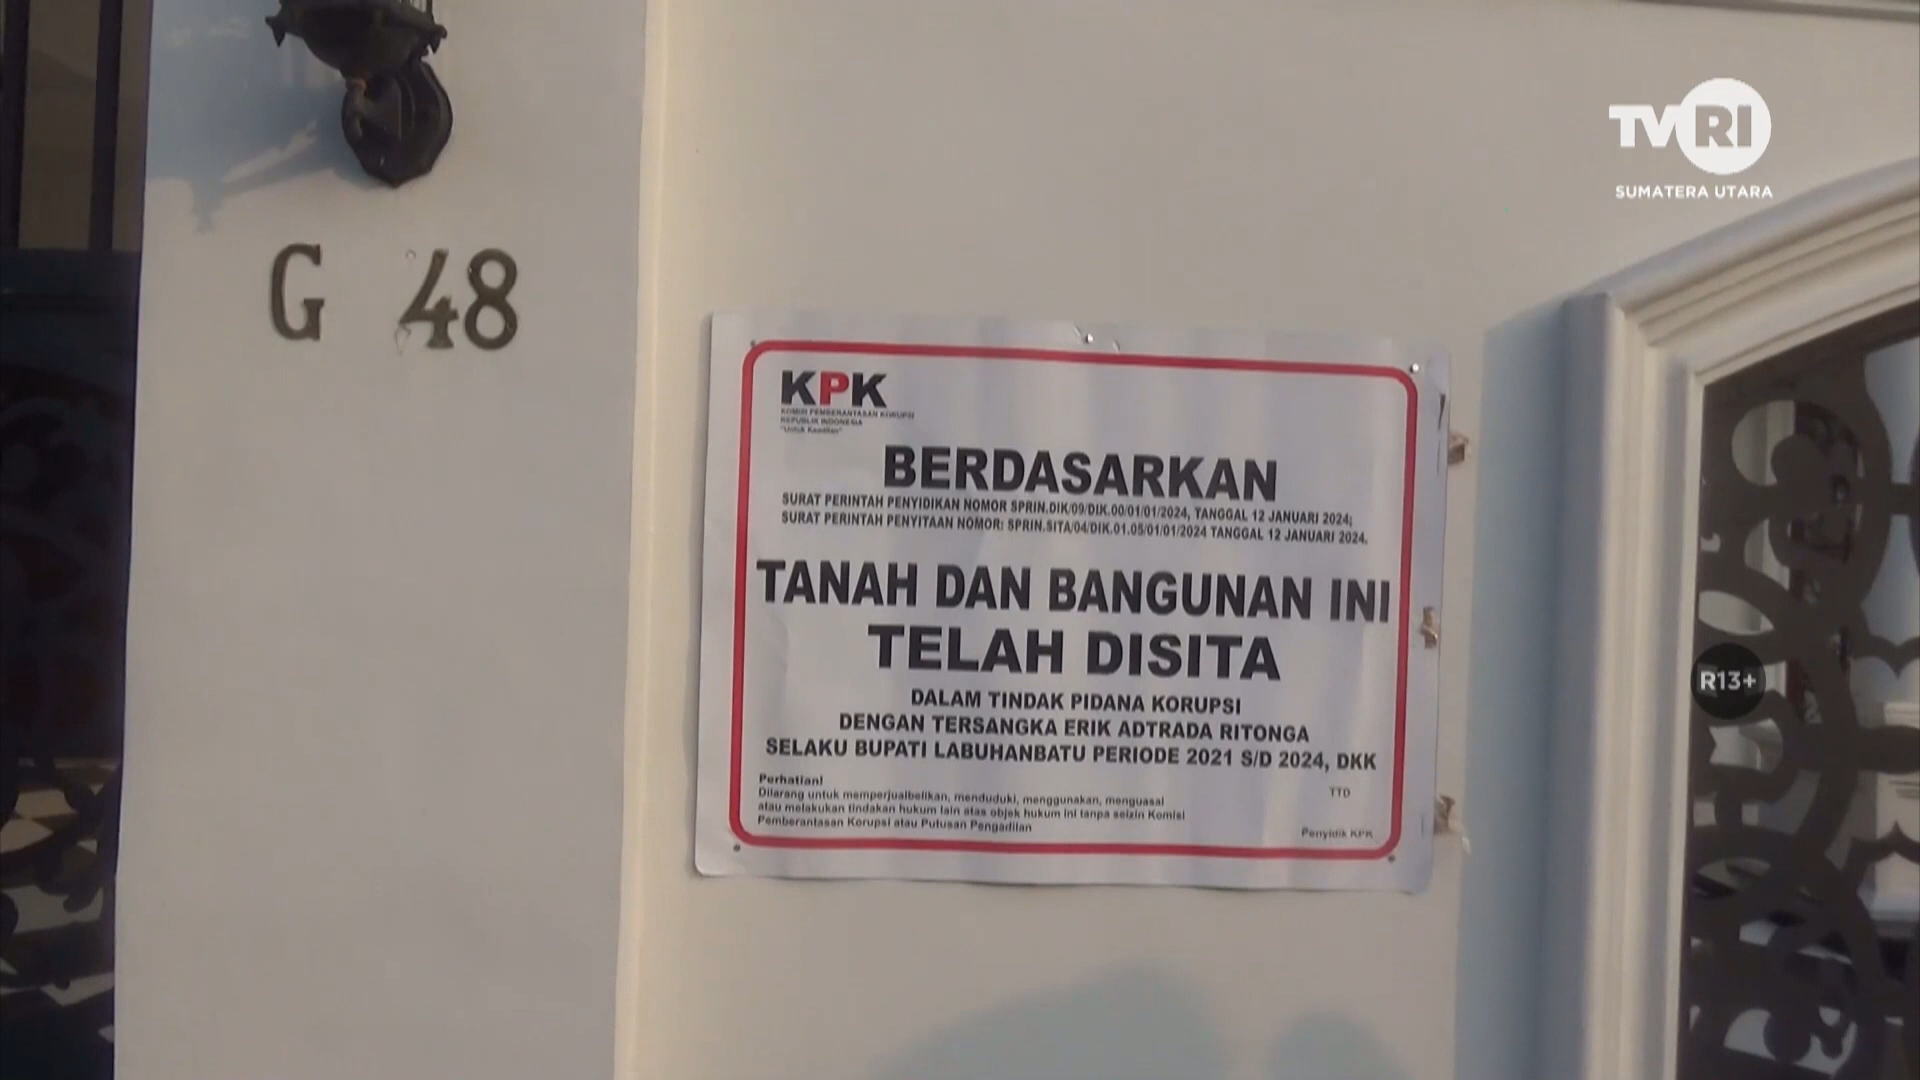 TVRI
SUMATERA UTARA
G 48
KPK
KOMISI PEMBERANTASAN KORUPSI
REPUBLIK INDONESIA
"Untuk Keadilan"
BERDASARKAN
SURAT PERINTAH PENYIDIKAN NOMOR SPRIN.DIK/09/DIK.00/01/01/2024, TANGGAL 12 JANUARI 2024;
SURAT PERINTAH PENYITAAN NOMOR: SPRIN.SITA/04/DIK.01.05/01/01/2024 TANGGAL 12 JANUARI 2024.
TANAH DAN BANGUNAN INI
TELAH DISITA
DALAM TINDAK PIDANA KORUPSI
DENGAN TERSANGKA ERIK ADTRADA RITONGA
SELAKU BUPATI LABUHANBATU PERIODE 2021 S/D 2024, DKK
Perhatian!
Dilarang untuk memperjualbelikan, menduduki, menggunakan, menguasai
atau melakukan tindakan hukum lain atas objek hukum ini tanpa seizin Komisi
Pemberantasan Korupsi atau Putusan Pengadilan
TTD
Penyidik KPK
R13+